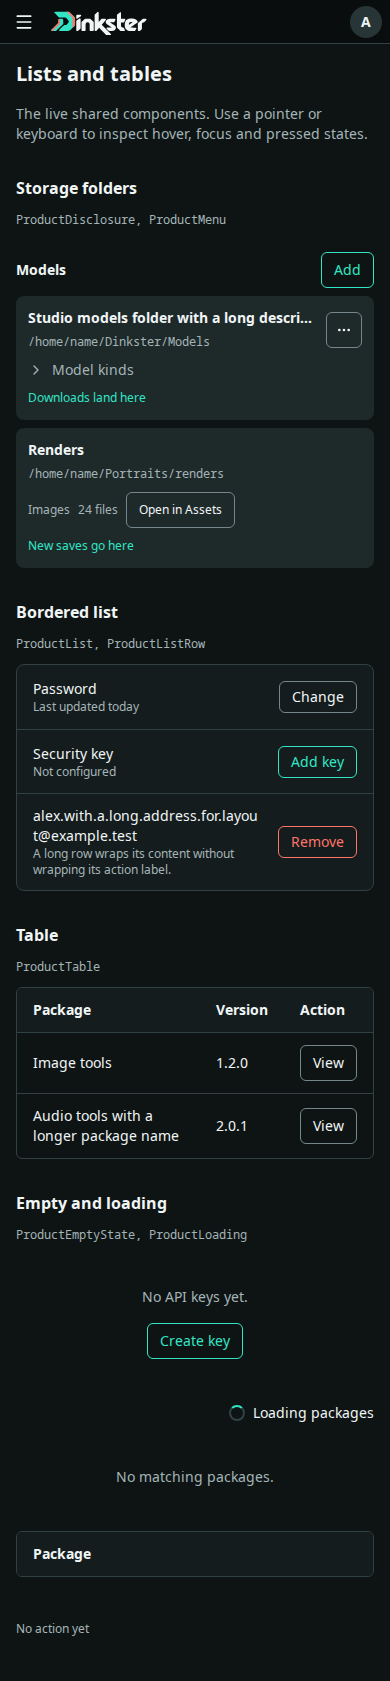 Dinkster
A
Lists and tables
The live shared components. Use a pointer or
keyboard to inspect hover, focus and pressed states.
Storage folders
ProductDisclosure, ProductMenu
Models
Add
Studio models folder with a long descri...
/home/name/Dinkster/Models
Model kinds
Downloads land here
Renders
/home/name/Portraits/renders
Images 24 files Open in Assets
New saves go here
Bordered list
ProductList, ProductListRow
Password
Last updated today
Change
Security key
Not configured
Add key
alex.with.a.long.address.for.layou
t@example.test
A long row wraps its content without
wrapping its action label.
Remove
Table
ProductTable
Package Version Action
Image tools 1.2.0 View
Audio tools with a
longer package name
2.0.1 View
Empty and loading
ProductEmptyState, ProductLoading
No API keys yet.
Create key
Loading packages
No matching packages.
Package
No action yet